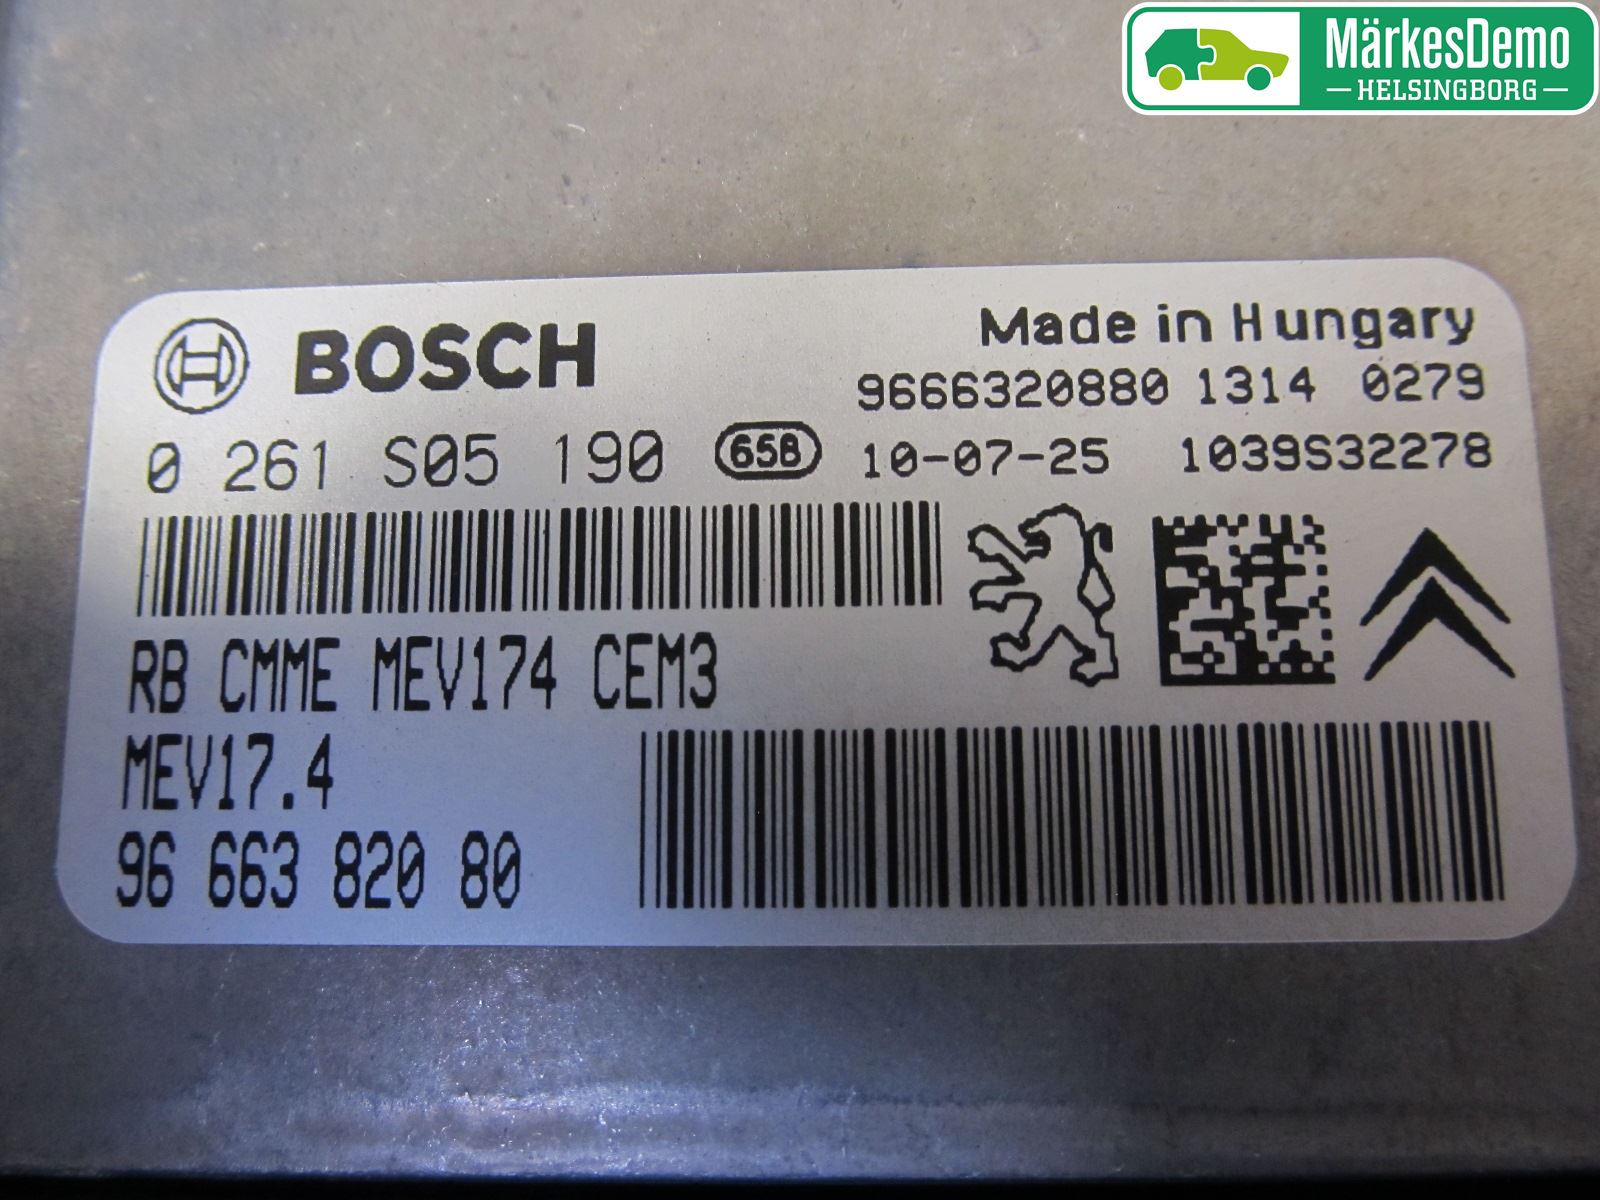 MärkesDemo
HELSINGBORG
BOSCH
Made in Hungary
9666320880 1314 0279
0 261 S05 190 65B 10-07-25 1039S32278
RB CMME MEV174 CEM3
MEV17.4
96 663 820 80